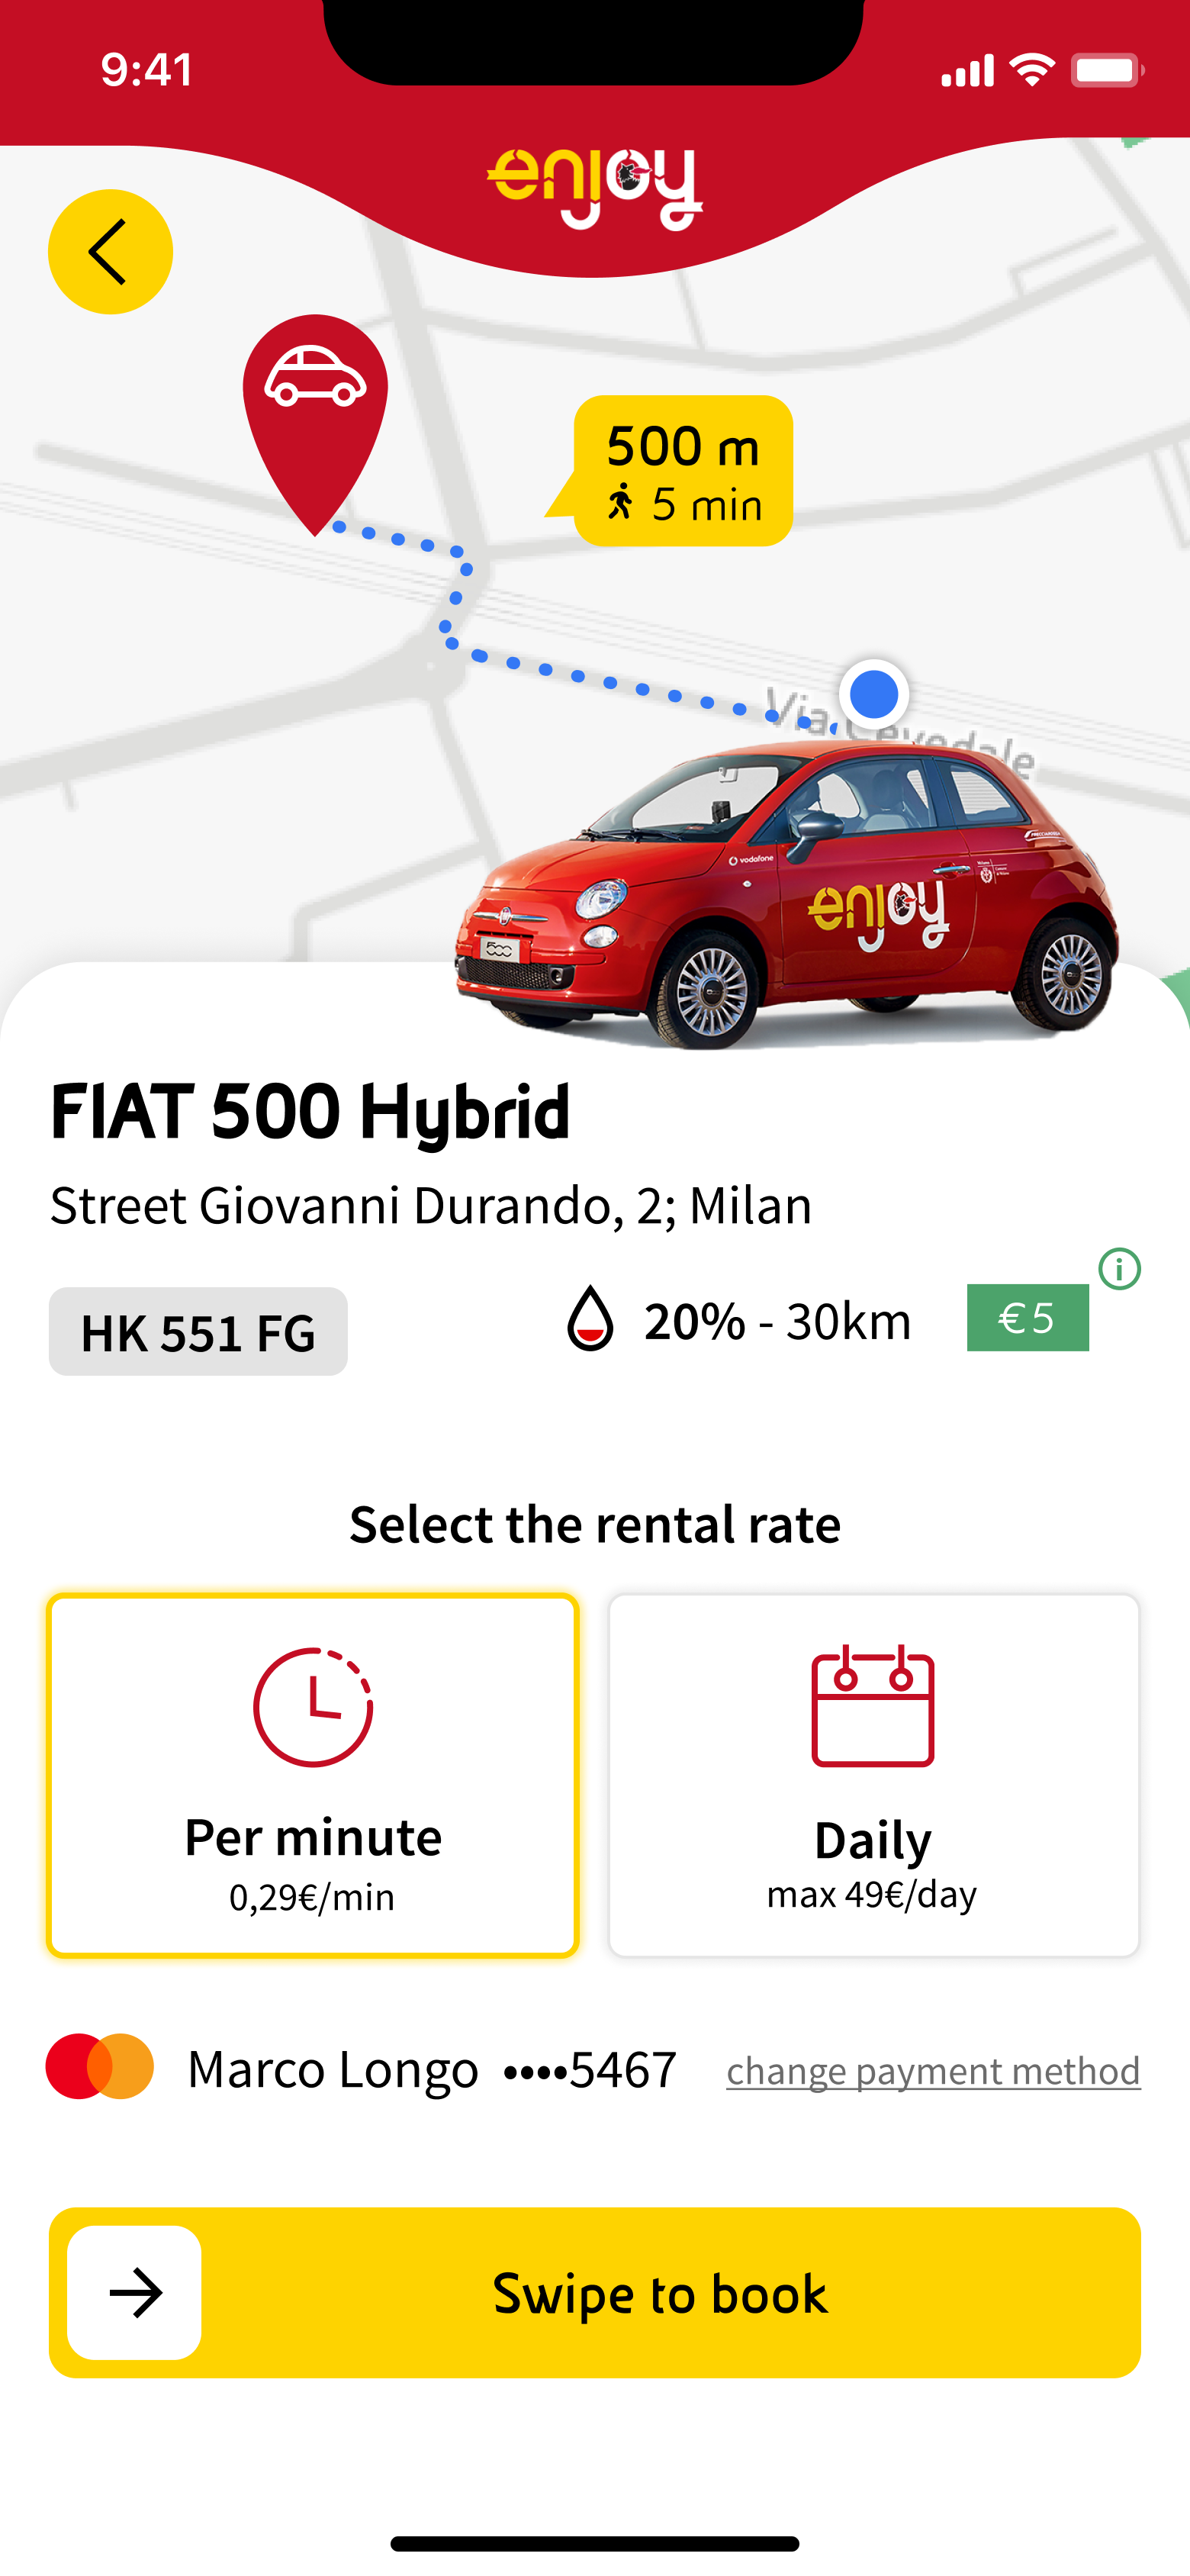 9:41
enjoy
500 m
5 min
Via Cevedale
vodafone
enjoy
500
FIAT 500 Hybrid
Street Giovanni Durando, 2; Milan
HK 551 FG
20% - 30km
€5
i
Select the rental rate
Per minute
0,29€/min
Daily
max 49€/day
Marco Longo ••••5467
change payment method
Swipe to book